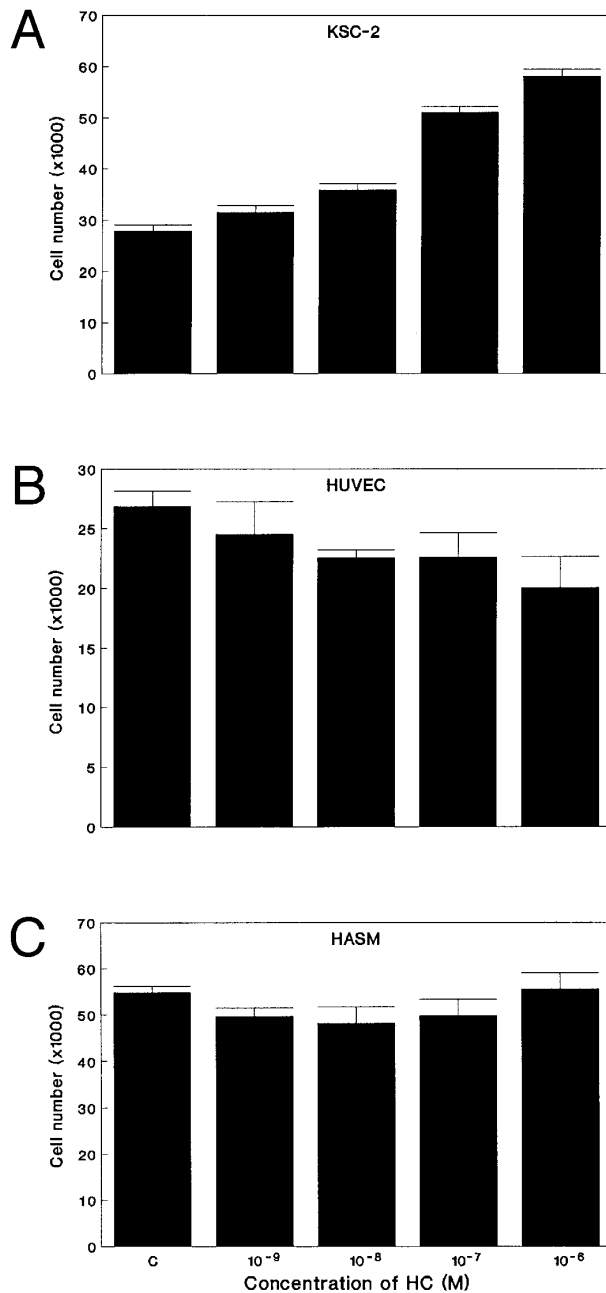 A
KSC-2
Cell number (x1000)
70
60
50
40
30
20
10
0
B
HUVEC
Cell number (x1000)
30
25
20
15
10
5
0
C
HASM
Cell number (x1000)
70
60
50
40
30
20
10
0
C 10⁻⁹ 10⁻⁸ 10⁻⁷ 10⁻⁶
Concentration of HC (M)